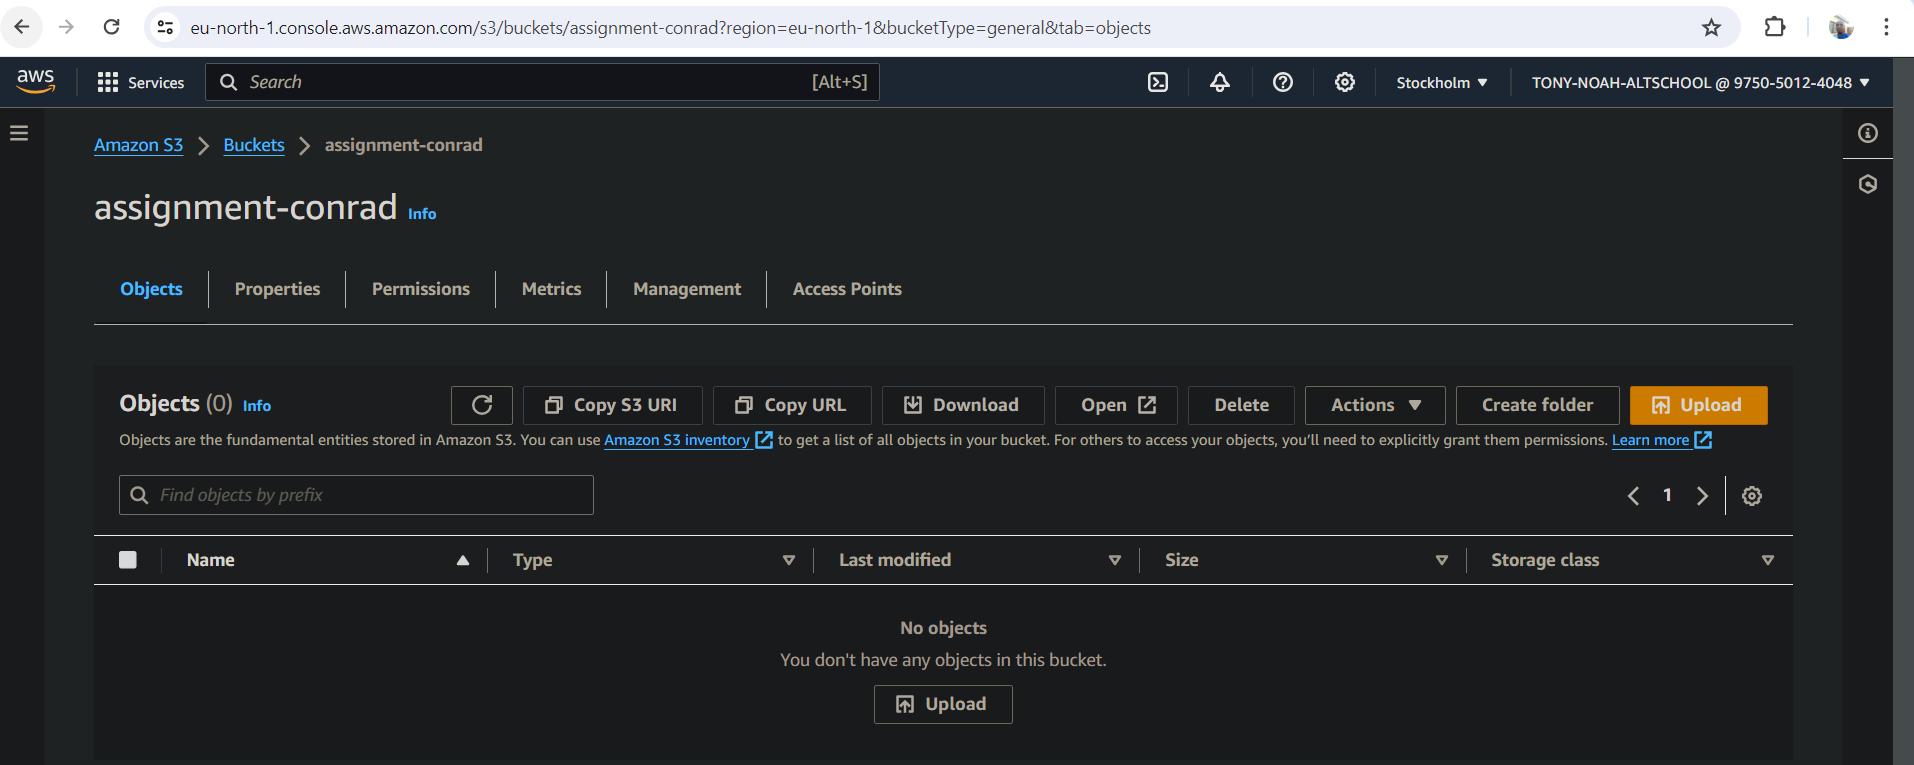 eu-north-1.console.aws.amazon.com/s3/buckets/assignment-conrad?region=eu-north-1&bucketType=general&tab=objects
aws Services Search [Alt+S] Stockholm TONY-NOAH-ALTSCHOOL @ 9750-5012-4048
Amazon S3 Buckets assignment-conrad
assignment-conrad Info
Objects Properties Permissions Metrics Management Access Points
Objects (0) Info Copy S3 URI Copy URL Download Open Delete Actions Create folder Upload
Objects are the fundamental entities stored in Amazon S3. You can use Amazon S3 inventory to get a list of all objects in your bucket. For others to access your objects, you’ll need to explicitly grant them permissions. Learn more
Find objects by prefix 1
Name Type Last modified Size Storage class
No objects
You don't have any objects in this bucket.
Upload